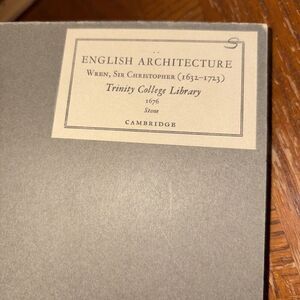 ENGLISH ARCHITECTURE
WREN, SIR CHRISTOPHER (1632–1723)
Trinity College Library
1676
Stone
CAMBRIDGE